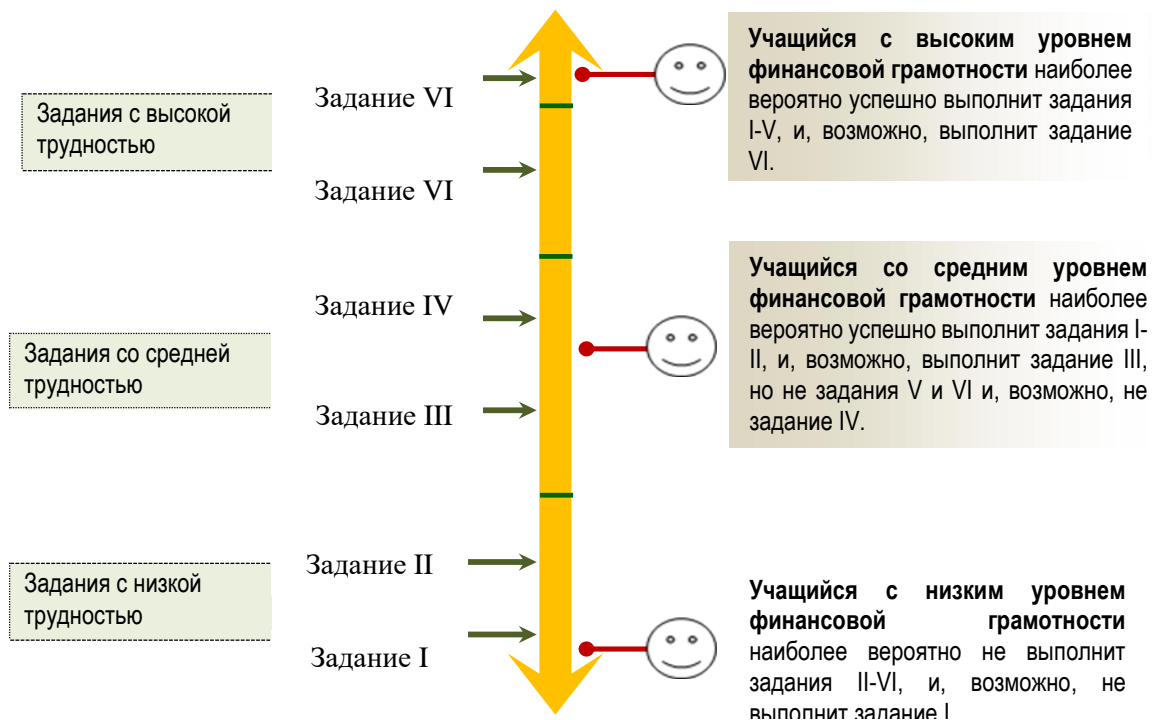 Учащийся с высоким уровнем
финансовой грамотности наиболее
вероятно успешно выполнит задания
I-V, и, возможно, выполнит задание
VI.
Задание VI
Задания с высокой
трудностью
Задание VI
Учащийся со средним уровнем
финансовой грамотности наиболее
вероятно успешно выполнит задания I-
II, и, возможно, выполнит задание III,
но не задания V и VI и, возможно, не
задание IV.
Задание IV
Задания со средней
трудностью
Задание III
Задание II
Задания с низкой
трудностью
Задание I
Учащийся с низким уровнем
финансовой грамотности
наиболее вероятно не выполнит
задания II-VI, и, возможно, не
выполнит задание I